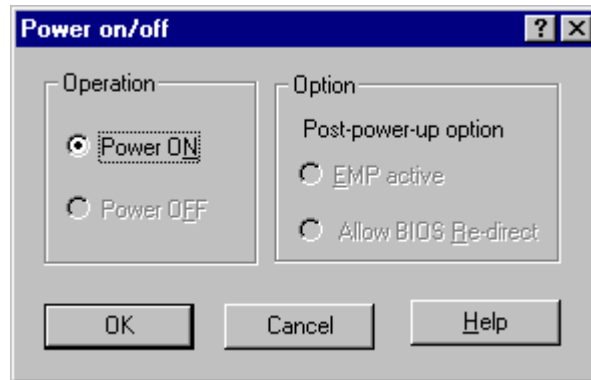 Power on/off
Operation
Power ON
Power OFF
Option
Post-power-up option
EMP active
Allow BIOS Re-direct
OK
Cancel
Help